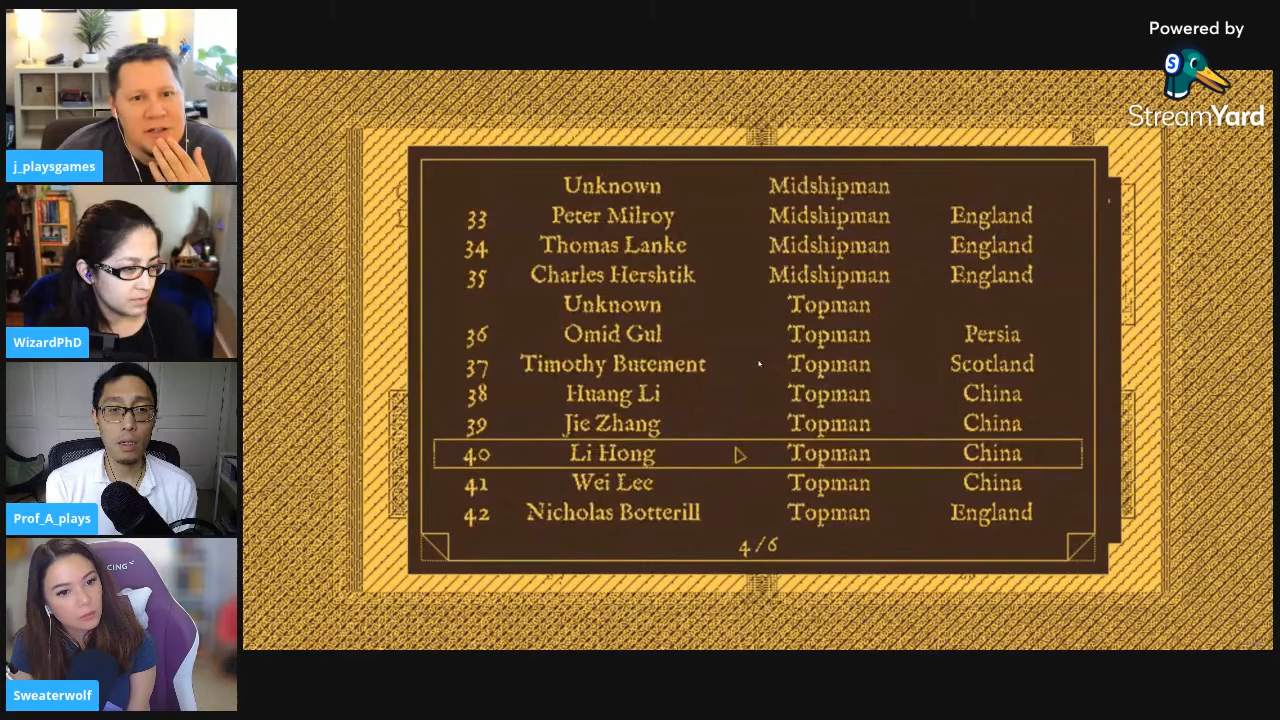 Powered by
StreamYard
j_playsgames
WizardPhD
Prof_A_plays
Sweaterwolf
CING
Unknown Midshipman
33 Peter Milroy Midshipman England
34 Thomas Lanke Midshipman England
35 Charles Hershtik Midshipman England
Unknown Topman
36 Omid Gul Topman Persia
37 Timothy Butement Topman Scotland
38 Huang Li Topman China
39 Jie Zhang Topman China
40 Li Hong Topman China
41 Wei Lee Topman China
42 Nicholas Botterill Topman England
4/6